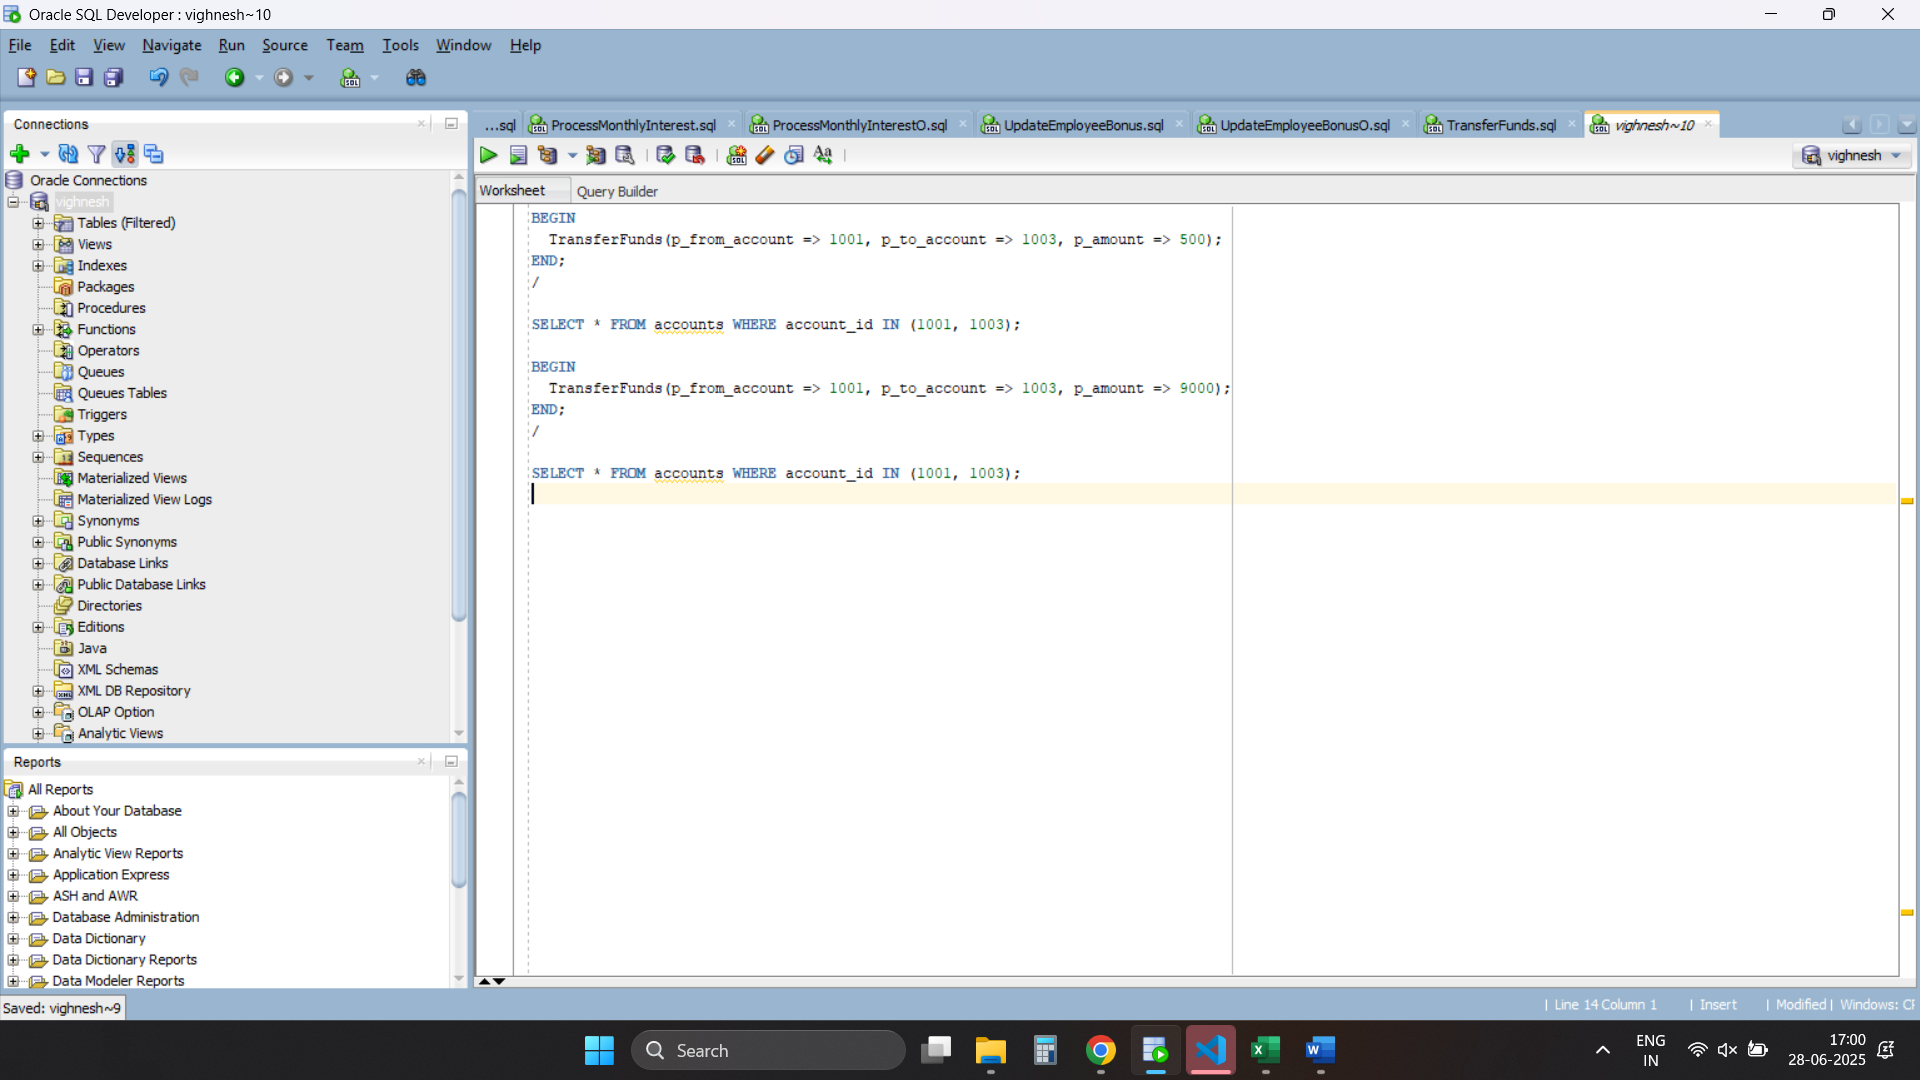 Oracle SQL Developer : vighnesh~10
File Edit View Navigate Run Source Team Tools Window Help
Connections
Oracle Connections
vighnesh
Tables (Filtered)
Views
Indexes
Packages
Procedures
Functions
Operators
Queues
Queues Tables
Triggers
Types
Sequences
Materialized Views
Materialized View Logs
Synonyms
Public Synonyms
Database Links
Public Database Links
Directories
Editions
Java
XML Schemas
XML DB Repository
OLAP Option
Analytic Views
Reports
All Reports
About Your Database
All Objects
Analytic View Reports
Application Express
ASH and AWR
Database Administration
Data Dictionary
Data Dictionary Reports
Data Modeler Reports
...sql ProcessMonthlyInterest.sql ProcessMonthlyInterestO.sql UpdateEmployeeBonus.sql UpdateEmployeeBonusO.sql TransferFunds.sql vighnesh~10
vighnesh
Worksheet Query Builder
BEGIN
TransferFunds(p_from_account => 1001, p_to_account => 1003, p_amount => 500);
END;
/
SELECT * FROM accounts WHERE account_id IN (1001, 1003);
BEGIN
TransferFunds(p_from_account => 1001, p_to_account => 1003, p_amount => 9000);
END;
/
SELECT * FROM accounts WHERE account_id IN (1001, 1003);
Saved: vighnesh~9
| Line 14 Column 1 | Insert | Modified | Windows:
Search
ENG
IN
17:00
28-06-2025